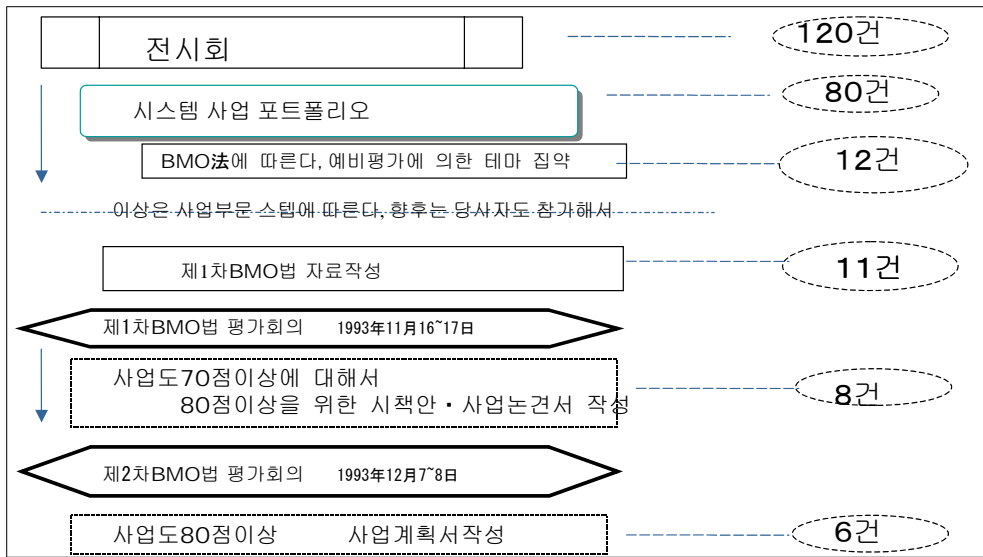 전시회 120건
시스템 사업 포트폴리오 80건
BMO法에 따른다, 예비평가에 의한 테마 집약 12건
이상은 사업부문 스텝에 따른다, 향후는 당사자도 참가해서
제1차BMO법 자료작성 11건
제1차BMO법 평가회의 1993年11月16~17日
사업도70점이상에 대해서
80점이상을 위한 시책안・사업논견서 작성 8건
제2차BMO법 평가회의 1993年12月7~8日
사업도80점이상 사업계획서작성 6건